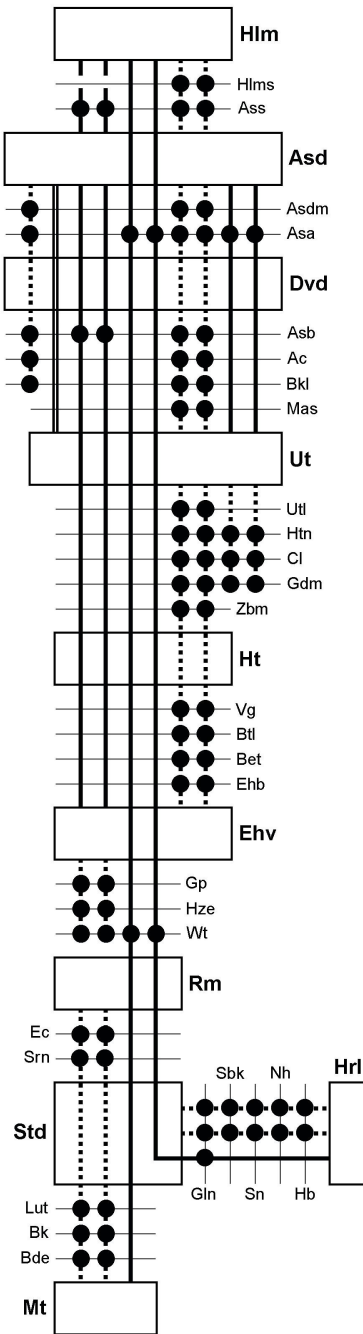 Hlm
Hlms
Ass
Asd
Asdm
Asa
Dvd
Asb
Ac
Bkl
Mas
Ut
Utl
Htn
Cl
Gdm
Zbm
Ht
Vg
Btl
Bet
Ehb
Ehv
Gp
Hze
Wt
Rm
Ec
Srn
Sbk Nh Hrl
Std
Gln Sn Hb
Lut
Bk
Bde
Mt